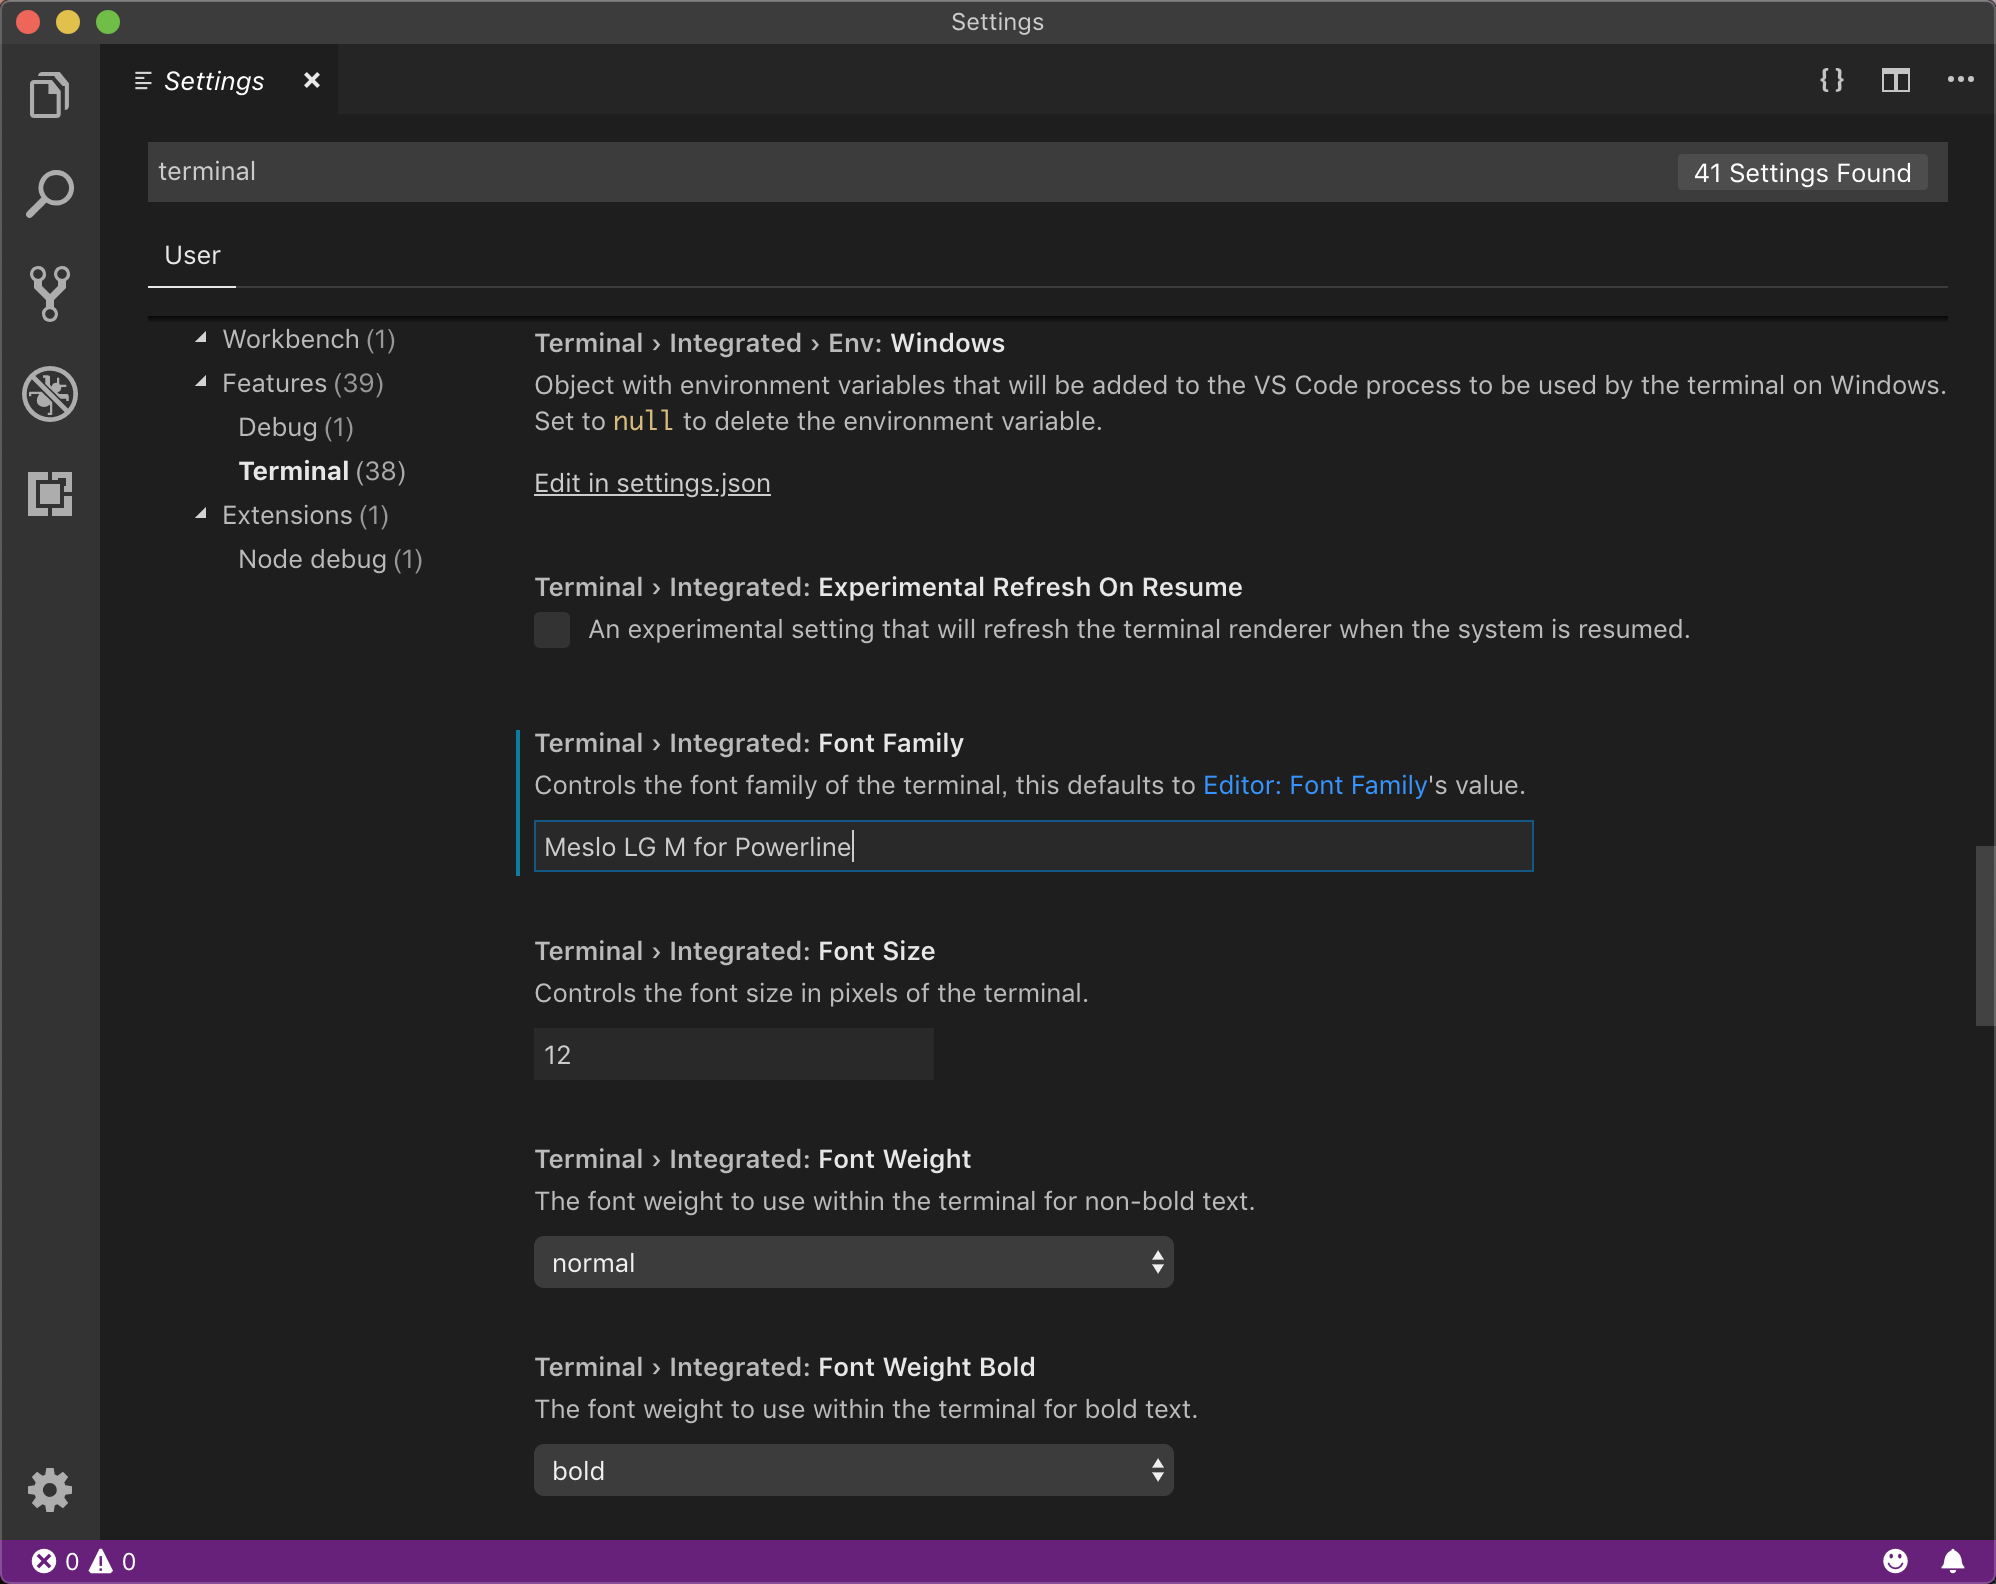 Settings
Settings
terminal
41 Settings Found
User
Workbench (1)
Features (39)
Debug (1)
Terminal (38)
Extensions (1)
Node debug (1)
Terminal › Integrated › Env: Windows
Object with environment variables that will be added to the VS Code process to be used by the terminal on Windows.
Set to null to delete the environment variable.
Edit in settings.json
Terminal › Integrated: Experimental Refresh On Resume
An experimental setting that will refresh the terminal renderer when the system is resumed.
Terminal › Integrated: Font Family
Controls the font family of the terminal, this defaults to Editor: Font Family's value.
Meslo LG M for Powerline
Terminal › Integrated: Font Size
Controls the font size in pixels of the terminal.
12
Terminal › Integrated: Font Weight
The font weight to use within the terminal for non-bold text.
normal
Terminal › Integrated: Font Weight Bold
The font weight to use within the terminal for bold text.
bold
0 0